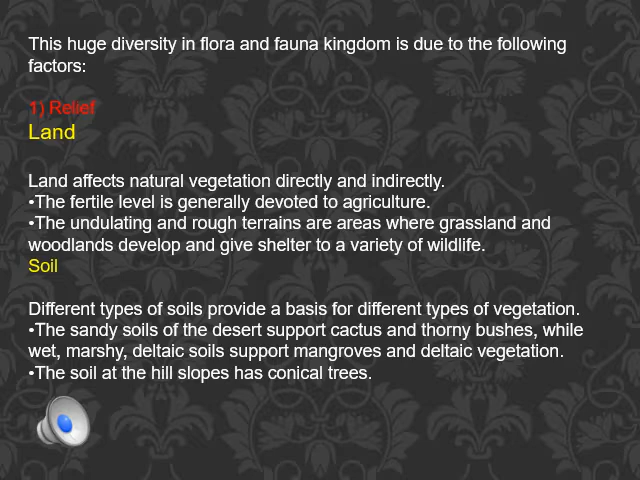 This huge diversity in flora and fauna kingdom is due to the following
factors:
1) Relief
Land
Land affects natural vegetation directly and indirectly.
•The fertile level is generally devoted to agriculture.
•The undulating and rough terrains are areas where grassland and
woodlands develop and give shelter to a variety of wildlife.
Soil
Different types of soils provide a basis for different types of vegetation.
•The sandy soils of the desert support cactus and thorny bushes, while
wet, marshy, deltaic soils support mangroves and deltaic vegetation.
•The soil at the hill slopes has conical trees.